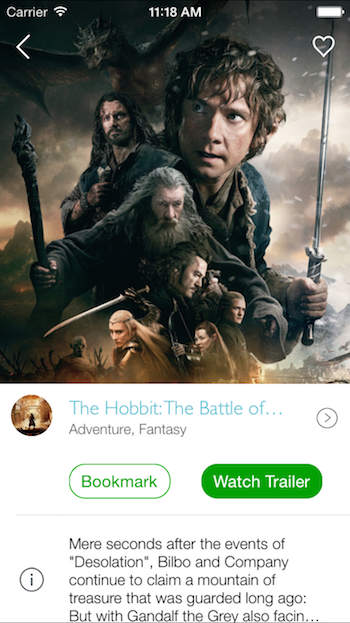 Carrier 11:18 AM
The Hobbit:The Battle of…
Adventure, Fantasy
Bookmark Watch Trailer
Mere seconds after the events of
"Desolation", Bilbo and Company
continue to claim a mountain of
treasure that was guarded long ago:
But with Gandalf the Grey also facin…